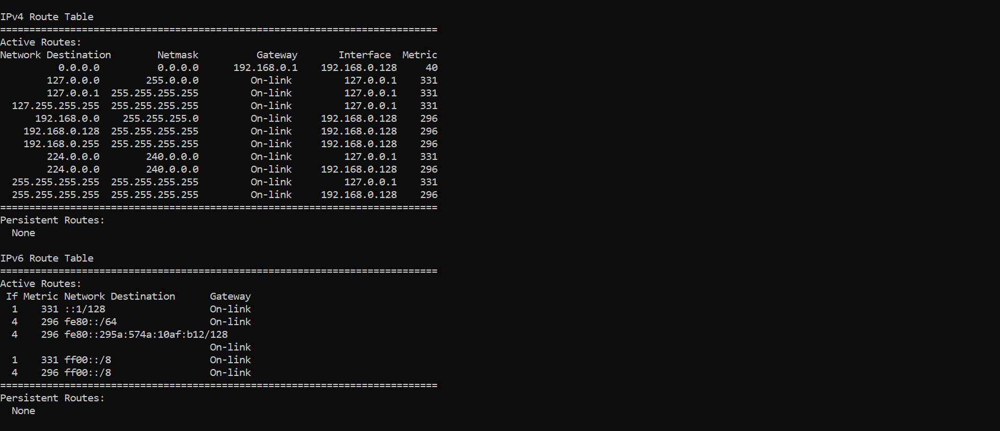 IPv4 Route Table
===========================================================================
Active Routes:
Network Destination        Netmask          Gateway       Interface  Metric
          0.0.0.0          0.0.0.0      192.168.0.1    192.168.0.128     40
        127.0.0.0        255.0.0.0         On-link         127.0.0.1    331
        127.0.0.1  255.255.255.255         On-link         127.0.0.1    331
  127.255.255.255  255.255.255.255         On-link         127.0.0.1    331
      192.168.0.0    255.255.255.0         On-link     192.168.0.128    296
    192.168.0.128  255.255.255.255         On-link     192.168.0.128    296
    192.168.0.255  255.255.255.255         On-link     192.168.0.128    296
        224.0.0.0        240.0.0.0         On-link         127.0.0.1    331
        224.0.0.0        240.0.0.0         On-link     192.168.0.128    296
  255.255.255.255  255.255.255.255         On-link         127.0.0.1    331
  255.255.255.255  255.255.255.255         On-link     192.168.0.128    296
===========================================================================
Persistent Routes:
  None

IPv6 Route Table
===========================================================================
Active Routes:
 If Metric Network Destination      Gateway
  1    331 ::1/128                  On-link
  4    296 fe80::/64                On-link
  4    296 fe80::295a:574a:10af:b12/128
                                    On-link
  1    331 ff00::/8                 On-link
  4    296 ff00::/8                 On-link
===========================================================================
Persistent Routes:
  None